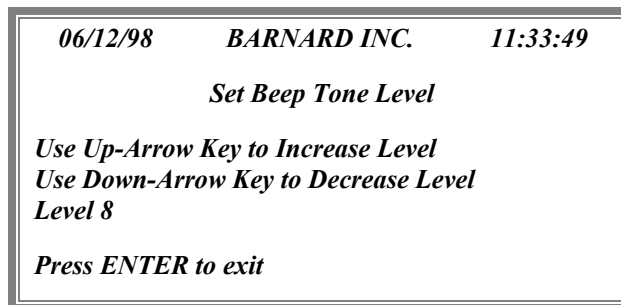 06/12/98 BARNARD INC. 11:33:49
Set Beep Tone Level
Use Up-Arrow Key to Increase Level
Use Down-Arrow Key to Decrease Level
Level 8
Press ENTER to exit